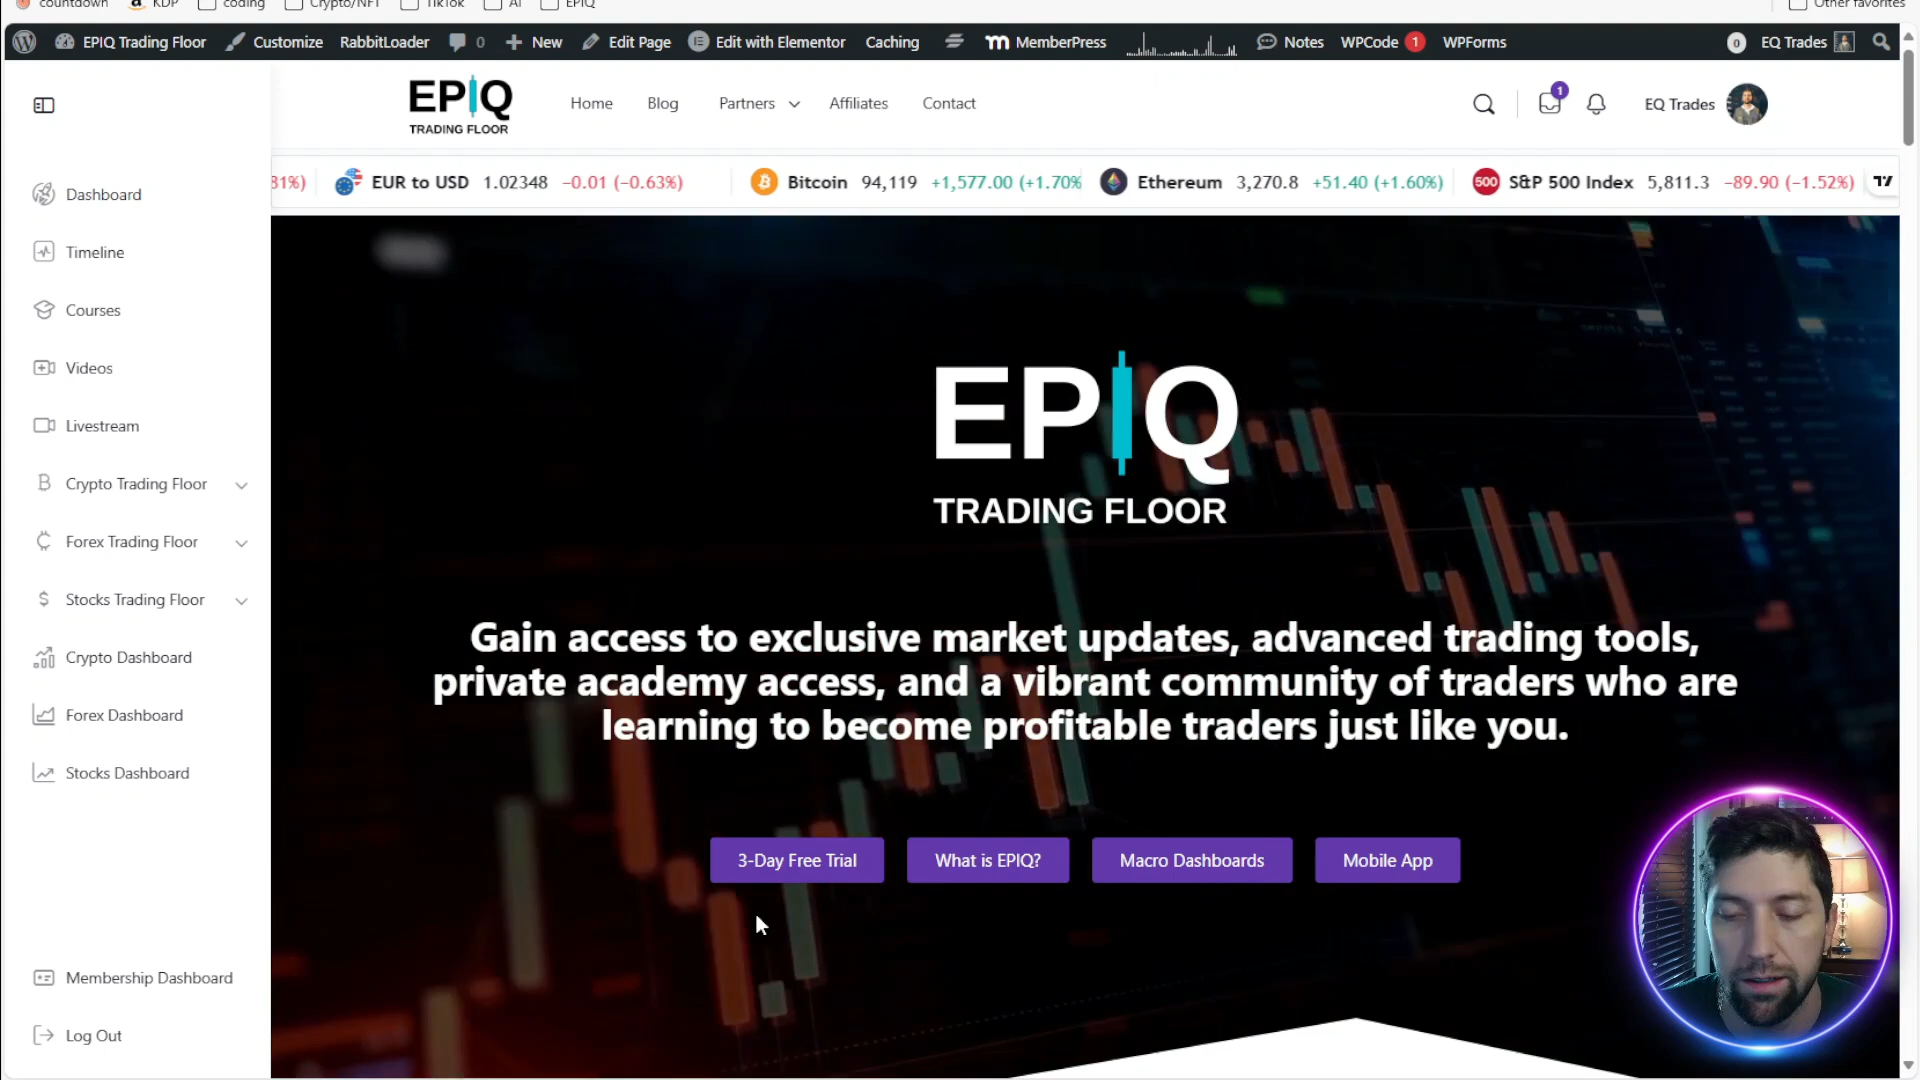 countdown KDP coding Crypto/NFT TikTok AI EPIQ Other favorites
EPIQ Trading Floor Customize RabbitLoader 0 New Edit Page Edit with Elementor Caching MemberPress Notes WPCode 1 WPForms 0 EQ Trades
EPIQ
TRADING FLOOR
Home Blog Partners Affiliates Contact
1
EQ Trades
81%) EUR to USD 1.02348 −0.01 (−0.63%) Bitcoin 94,119 +1,577.00 (+1.70% Ethereum 3,270.8 +51.40 (+1.60%) 500 S&P 500 Index 5,811.3 −89.90 (−1.52%)
Dashboard
Timeline
Courses
Videos
Livestream
Crypto Trading Floor
Forex Trading Floor
Stocks Trading Floor
Crypto Dashboard
Forex Dashboard
Stocks Dashboard
Membership Dashboard
Log Out
EPIQ
TRADING FLOOR
Gain access to exclusive market updates, advanced trading tools,
private academy access, and a vibrant community of traders who are
learning to become profitable traders just like you.
3-Day Free Trial What is EPIQ? Macro Dashboards Mobile App